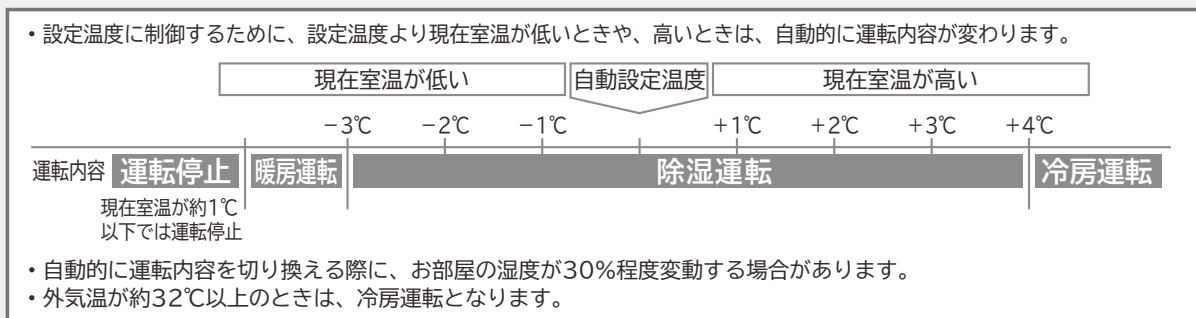 ・設定温度に制御するために、設定温度より現在室温が低いときや、高いときは、自動的に運転内容が変わります。
現在室温が低い 自動設定温度 現在室温が高い
−3℃ −2℃ −1℃ +1℃ +2℃ +3℃ +4℃
運転内容 運転停止 暖房運転 除湿運転 冷房運転
現在室温が約1℃
以下では運転停止
・自動的に運転内容を切り換える際に、お部屋の湿度が30%程度変動する場合があります。
・外気温が約32℃以上のときは、冷房運転となります。